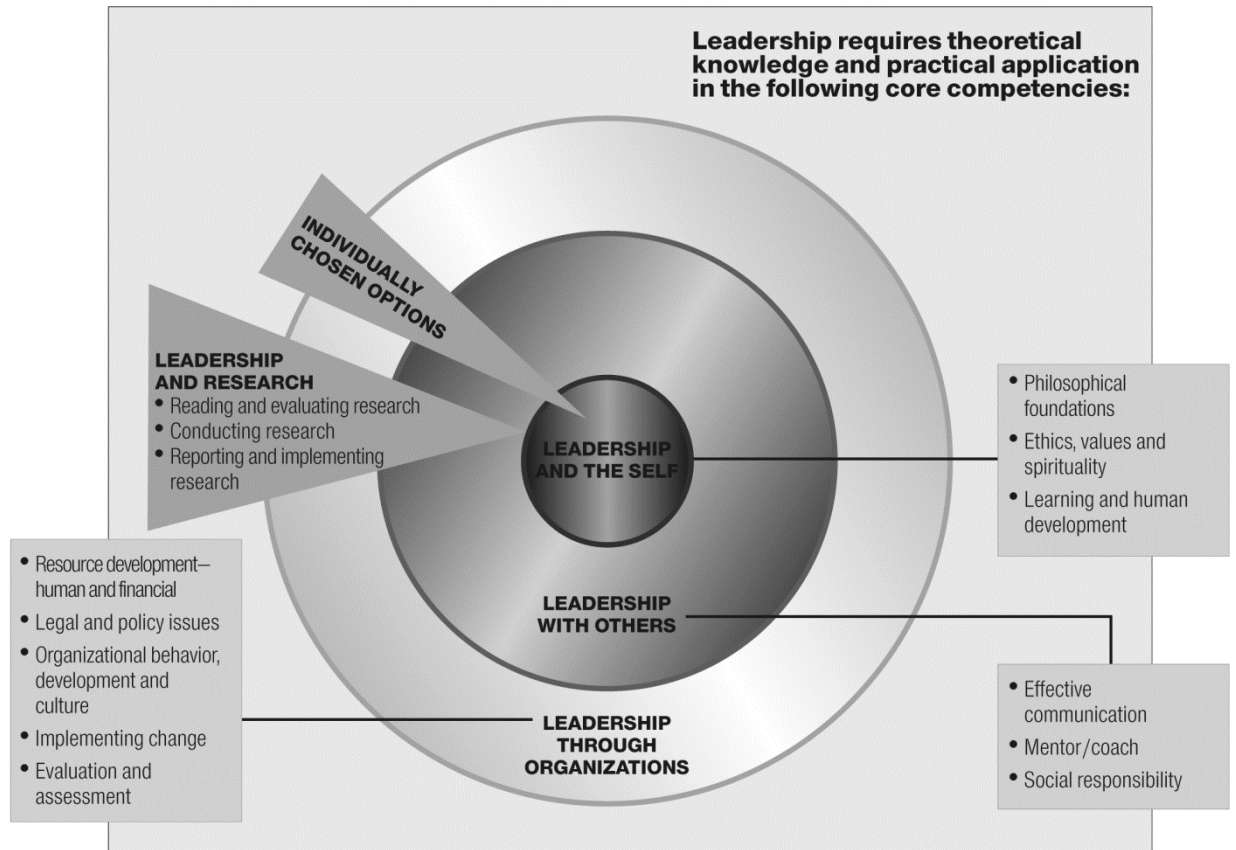 Leadership requires theoretical
knowledge and practical application
in the following core competencies:
INDIVIDUALLY
CHOSEN OPTIONS
LEADERSHIP
AND RESEARCH
• Reading and evaluating research
• Conducting research
• Reporting and implementing
research
LEADERSHIP
AND THE SELF
• Philosophical
foundations
• Ethics, values and
spirituality
• Learning and human
development
LEADERSHIP
WITH OTHERS
• Effective
communication
• Mentor/coach
• Social responsibility
LEADERSHIP
THROUGH
ORGANIZATIONS
• Resource development–
human and financial
• Legal and policy issues
• Organizational behavior,
development and
culture
• Implementing change
• Evaluation and
assessment